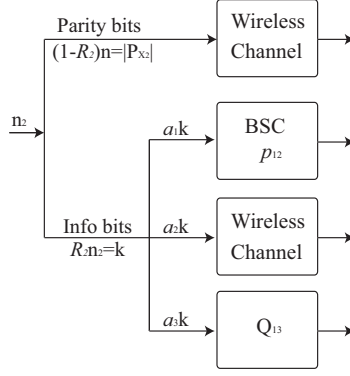 Parity bits
(1-R₂)n=|Pₓ₂|
Wireless
Channel
n₂
BSC
p₁₂
a₁k
Info bits
R₂n₂=k
a₂k
Wireless
Channel
a₃k
Q₁₃